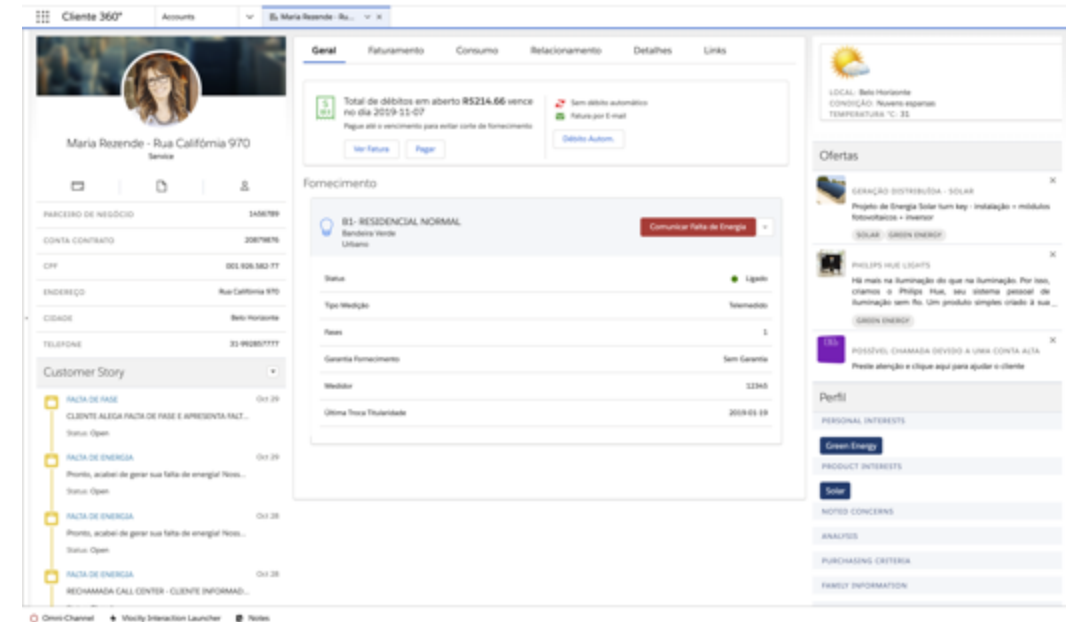 Cliente 360°
Accounts
Maria Rezende - Ru...
Maria Rezende - Rua Califórnia 970
Service
PARCEIRO DE NEGÓCIO 1456789
CONTA CONTRATO 20879876
CPF 001.926.582-77
ENDEREÇO Rua Califórnia 970
CIDADE Belo Horizonte
TELEFONE 31-992857777
Customer Story
FALTA DE FASE Oct 29
CLIENTE ALEGA FALTA DE FASE E APRESENTA FALT...
Status: Open
FALTA DE ENERGIA Oct 29
Pronto, acabei de gerar sua falta de energia! Noss...
Status: Open
FALTA DE ENERGIA Oct 28
Pronto, acabei de gerar sua falta de energia! Noss...
Status: Open
FALTA DE ENERGIA Oct 28
RECHAMADA CALL CENTER - CLIENTE INFORMAD...
Geral Faturamento Consumo Relacionamento Detalhes Links
Total de débitos em aberto R$214.66 vence
no dia 2019-11-07
Pague até o vencimento para evitar corte de fornecimento
Ver Fatura Pagar
Sem débito automático
Fatura por E-mail
Débito Autom.
Fornecimento
B1- RESIDENCIAL NORMAL
Bandeira Verde
Urbano
Comunicar Falta de Energia
Status Ligado
Tipo Medição Telemedido
Fases 1
Garantia Fornecimento Sem Garantia
Medidor 12345
Última Troca Titularidade 2019-01-19
LOCAL: Belo Horizonte
CONDIÇÃO: Nuvens esparsas
TEMPERATURA °C: 31
Ofertas
GERAÇÃO DISTRIBUÍDA - SOLAR
Projeto de Energia Solar turn key - instalação + módulos
fotovoltaicos + inversor
SOLAR GREEN ENERGY
PHILIPS HUE LIGHTS
Há mais na iluminação do que na iluminação. Por isso,
criamos o Philips Hue, seu sistema pessoal de
iluminação sem fio. Um produto simples criado à sua ...
GREEN ENERGY
POSSÍVEL CHAMADA DEVIDO A UMA CONTA ALTA
Preste atenção e clique aqui para ajudar o cliente
Perfil
PERSONAL INTERESTS
Green Energy
PRODUCT INTERESTS
Solar
NOTED CONCERNS
ANALYSIS
PURCHASING CRITERIA
FAMILY INFORMATION
Omni-Channel Vlocity Interaction Launcher Notes